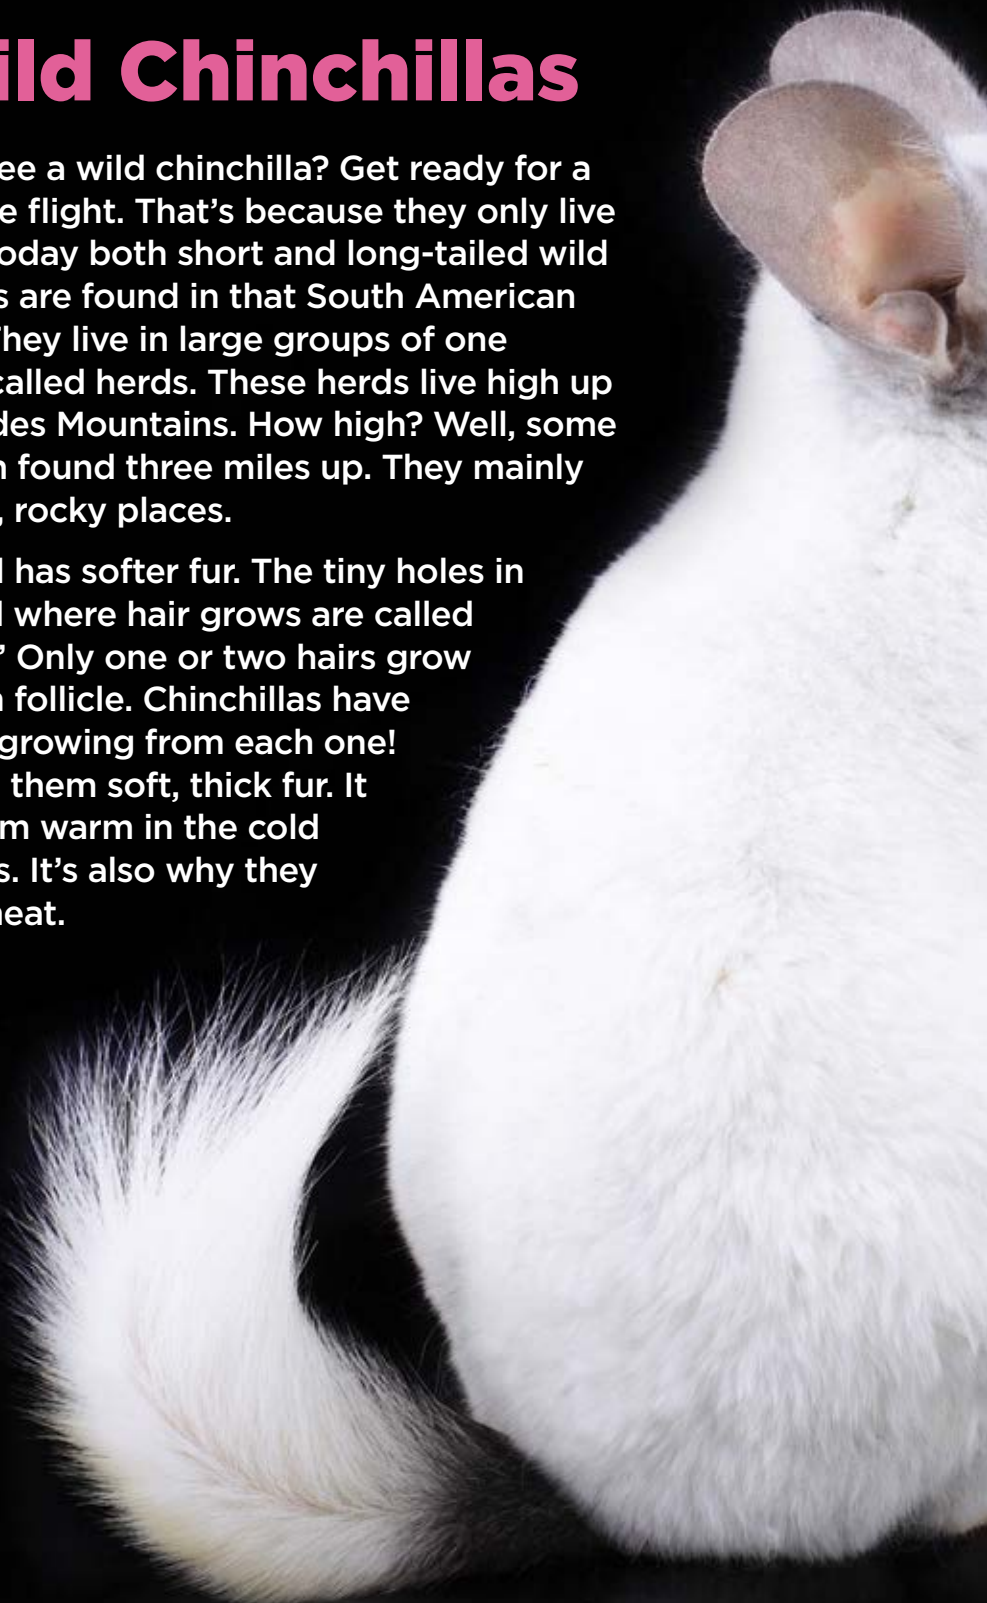 ild Chinchillas
ee a wild chinchilla? Get ready for a
e flight. That’s because they only live
oday both short and long-tailed wild
s are found in that South American
They live in large groups of one
called herds. These herds live high up
des Mountains. How high? Well, some
n found three miles up. They mainly
, rocky places.
has softer fur. The tiny holes in
where hair grows are called
” Only one or two hairs grow
follicle. Chinchillas have
growing from each one!
them soft, thick fur. It
m warm in the cold
s. It’s also why they
heat.